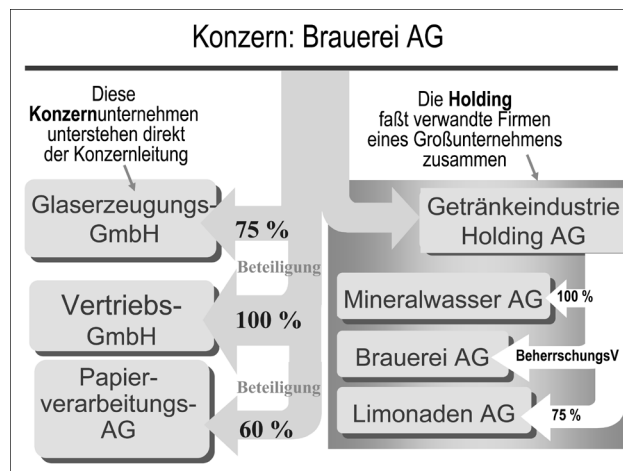 Konzern: Brauerei AG
Diese
Konzernunternehmen
unterstehen direkt
der Konzernleitung
Die Holding
faßt verwandte Firmen
eines Großunternehmens
zusammen
Glaserzeugungs-
GmbH
75 %
Beteiligung
Vertriebs-
GmbH
100 %
Beteiligung
Papier-
verarbeitungs-
AG
60 %
Getränkeindustrie
Holding AG
Mineralwasser AG
100 %
Brauerei AG
BeherrschungsV
Limonaden AG
75 %